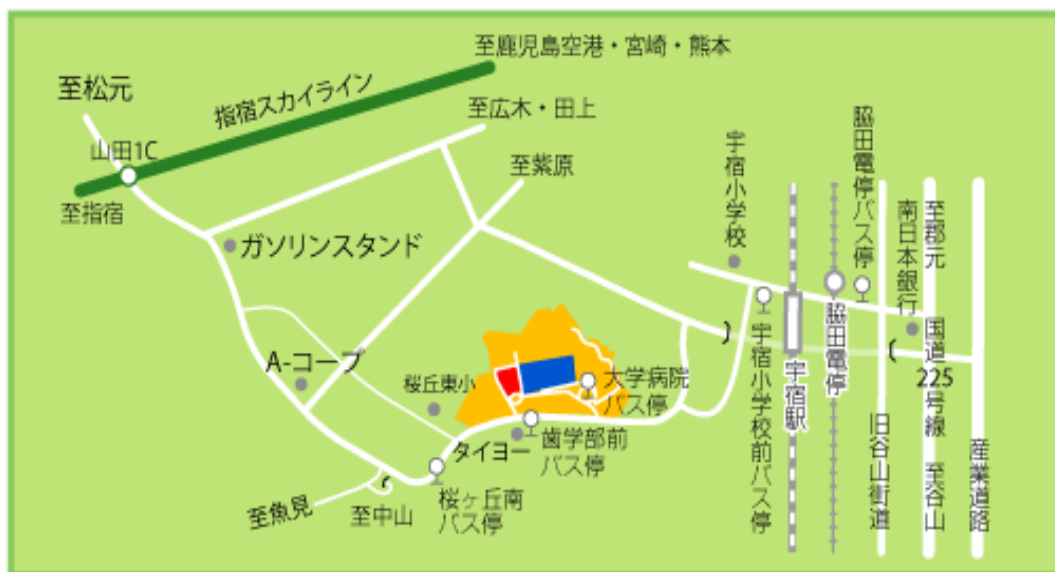 至鹿児島空港・宮崎・熊本
至松元
指宿スカイライン
至広木・田上
山田1C
至紫原
至指宿
ガソリンスタンド
宇宿小学校
脇田電停バス停
南日本銀行
至郡元 国道225号線 至谷山
A-コープ
桜丘東小
大学病院
バス停
宇宿小学校前バス停
宇宿駅
脇田電停
旧谷山街道
産業道路
タイヨー
歯学部前
バス停
至魚見
至中山
桜ヶ丘南
バス停